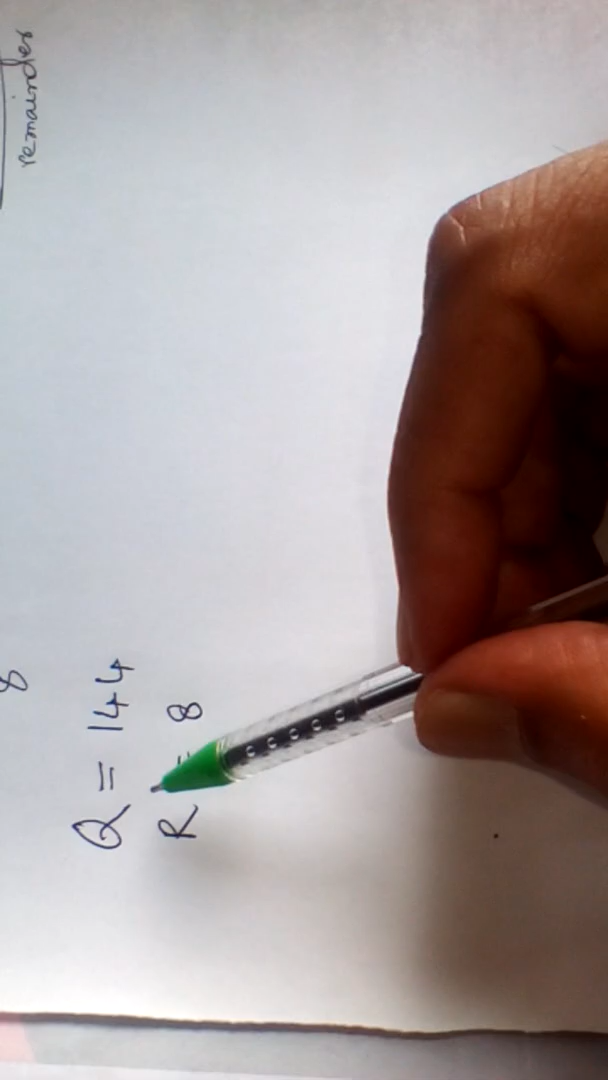 remainder
8
Q = 144
R = 8